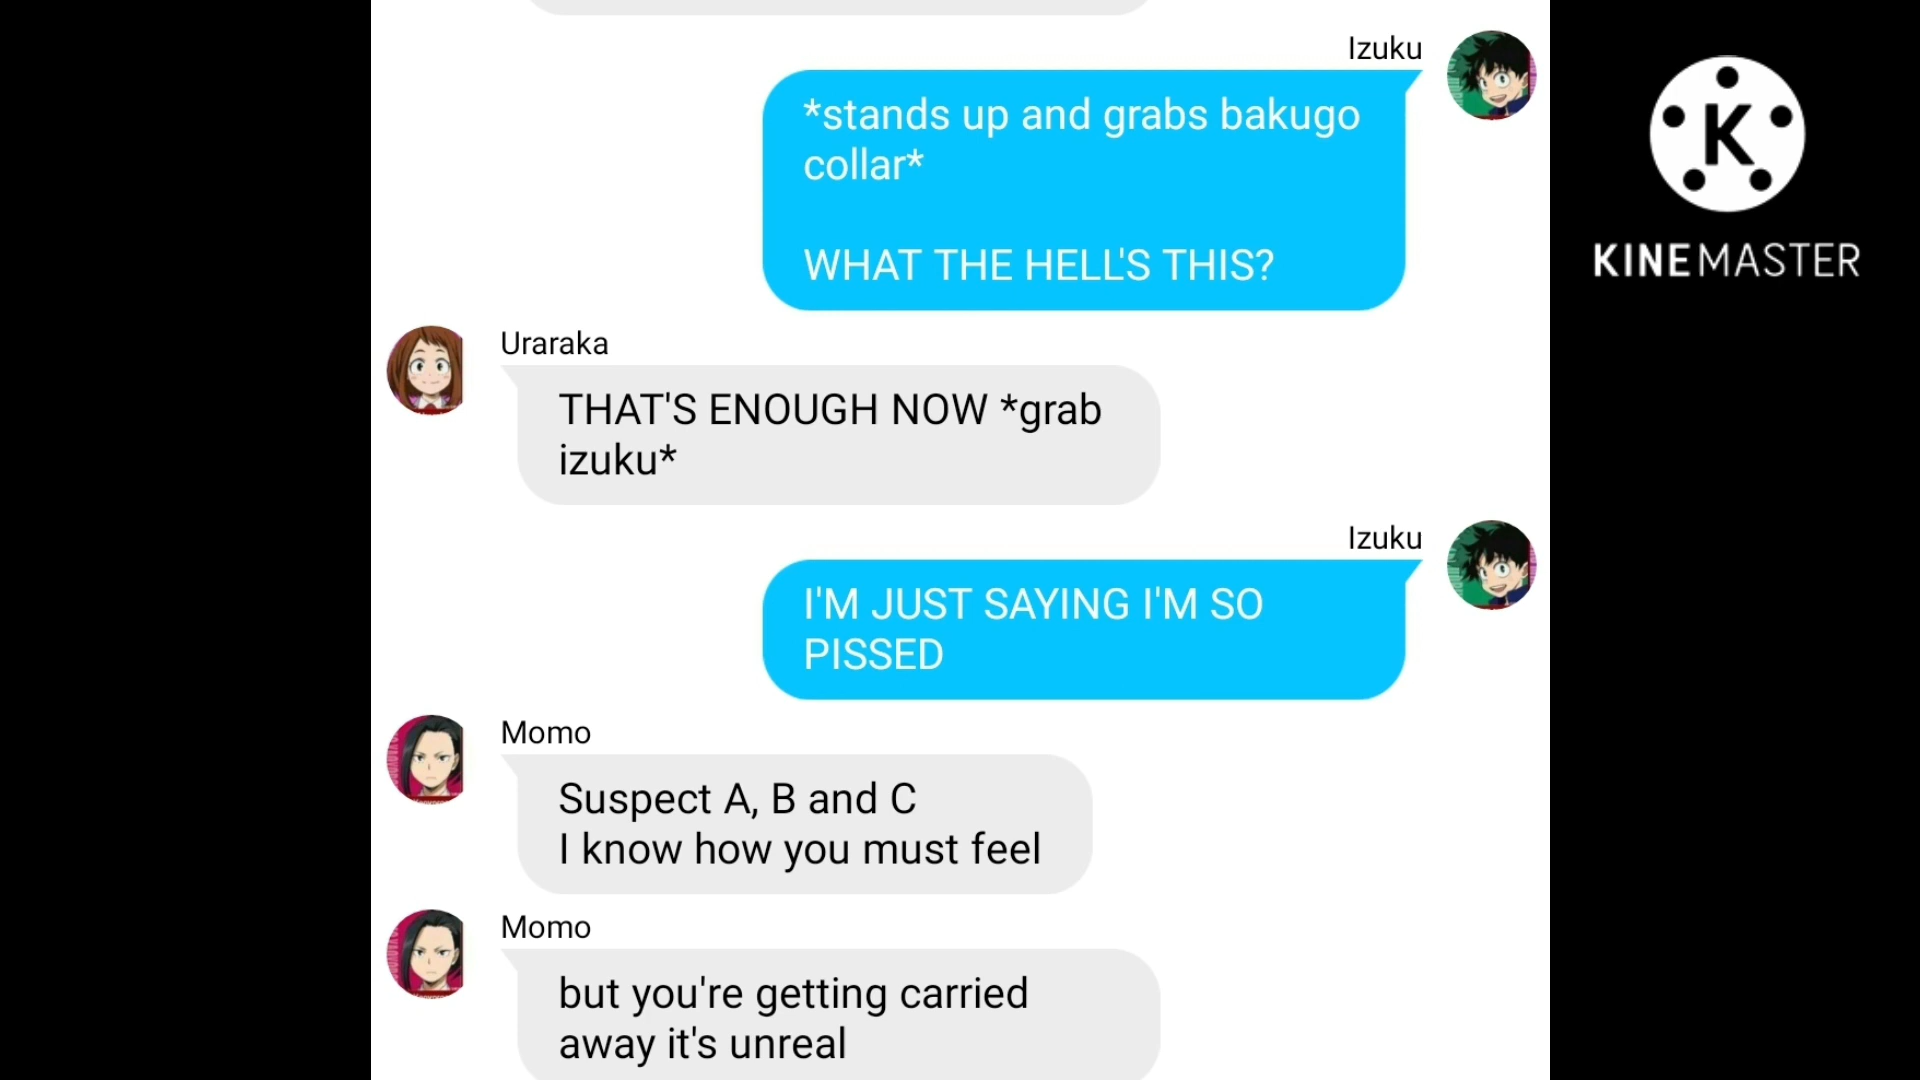 Izuku
*stands up and grabs bakugo
collar*
WHAT THE HELL'S THIS?
K
KINEMASTER
Uraraka
THAT'S ENOUGH NOW *grab
izuku*
Izuku
I'M JUST SAYING I'M SO
PISSED
Momo
Suspect A, B and C
I know how you must feel
Momo
but you're getting carried
away it's unreal